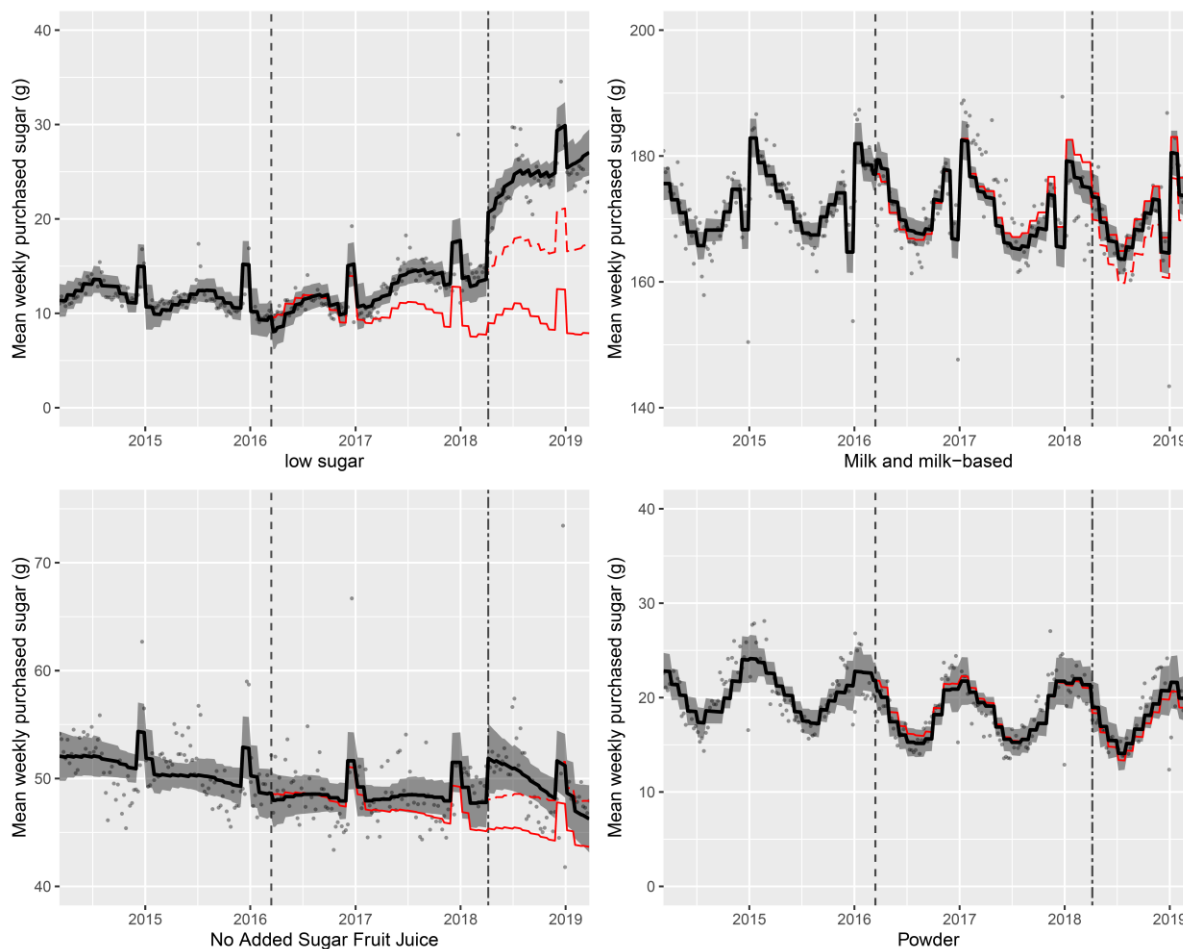 Mean weekly purchased sugar (g)
40
30
20
10
0
2015 2016 2017 2018 2019
low sugar
Mean weekly purchased sugar (g)
200
180
160
140
2015 2016 2017 2018 2019
Milk and milk−based
Mean weekly purchased sugar (g)
70
60
50
40
2015 2016 2017 2018 2019
No Added Sugar Fruit Juice
Mean weekly purchased sugar (g)
40
30
20
10
0
2015 2016 2017 2018 2019
Powder